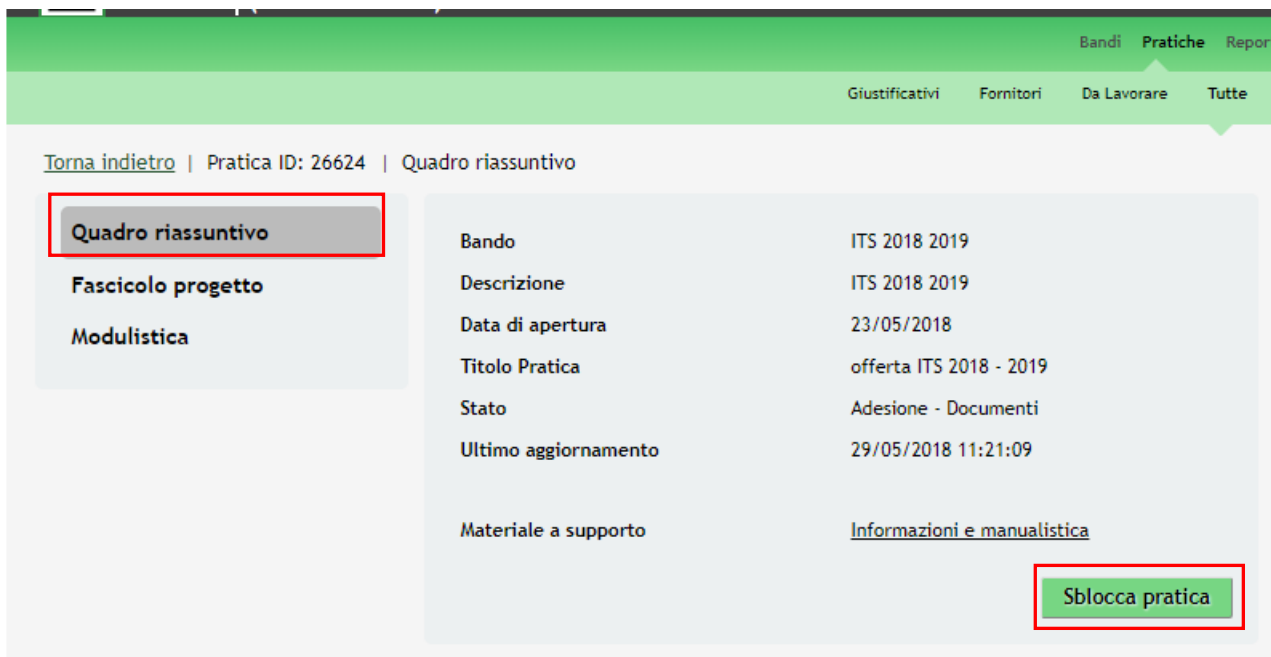 Bandi Pratiche Repor
Giustificativi Fornitori Da Lavorare Tutte
Torna indietro | Pratica ID: 26624 | Quadro riassuntivo
Quadro riassuntivo
Fascicolo progetto
Modulistica
Bando ITS 2018 2019
Descrizione ITS 2018 2019
Data di apertura 23/05/2018
Titolo Pratica offerta ITS 2018 - 2019
Stato Adesione - Documenti
Ultimo aggiornamento 29/05/2018 11:21:09
Materiale a supporto Informazioni e manualistica
Sblocca pratica